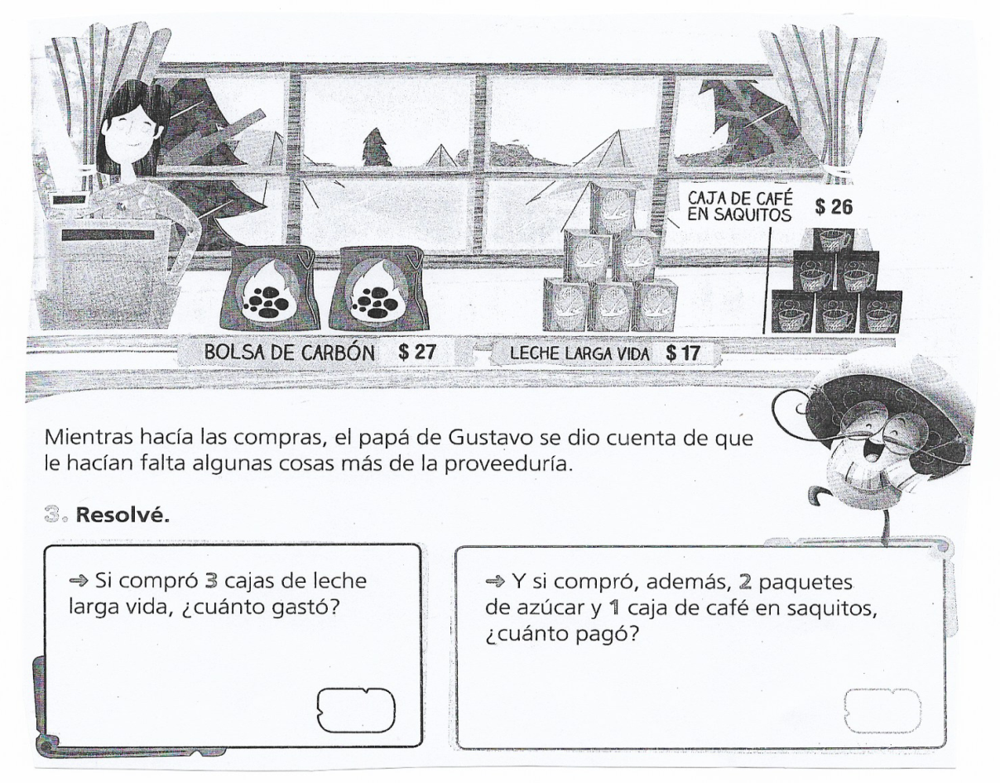 CAJA DE CAFÉ
EN SAQUITOS $ 26
BOLSA DE CARBÓN $ 27
LECHE LARGA VIDA $ 17
Mientras hacía las compras, el papá de Gustavo se dio cuenta de que
le hacían falta algunas cosas más de la proveeduría.
3. Resolvé.
⇒ Si compró 3 cajas de leche
larga vida, ¿cuánto gastó?
⇒ Y si compró, además, 2 paquetes
de azúcar y 1 caja de café en saquitos,
¿cuánto pagó?